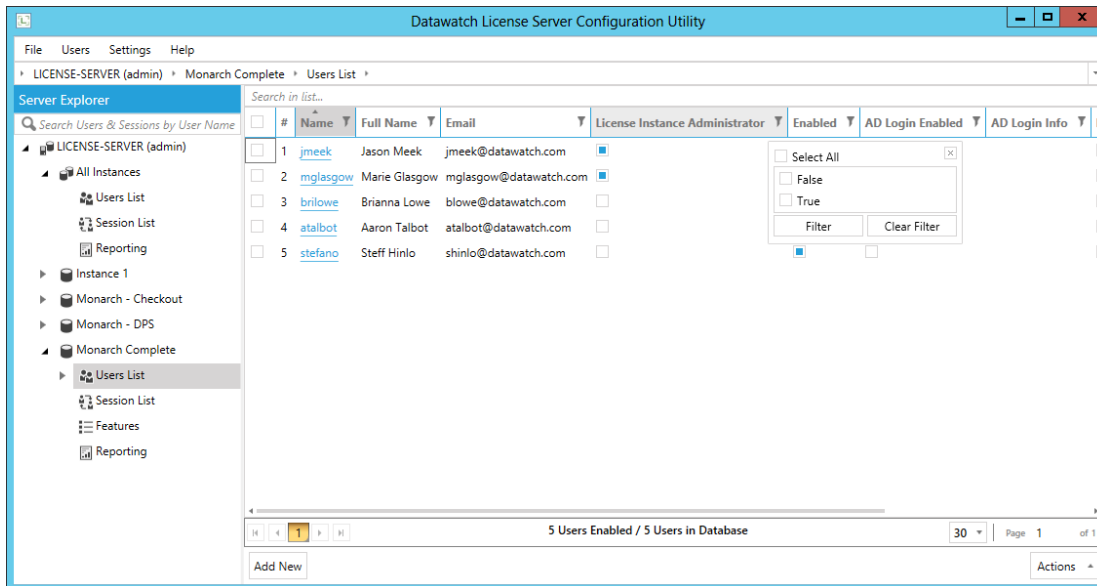 Datawatch License Server Configuration Utility
File Users Settings Help
LICENSE-SERVER (admin) Monarch Complete Users List
Server Explorer
Search Users & Sessions by User Name
LICENSE-SERVER (admin)
All Instances
Users List
Session List
Reporting
Instance 1
Monarch - Checkout
Monarch - DPS
Monarch Complete
Users List
Session List
Features
Reporting
Search in list...
# Name Full Name Email License Instance Administrator Enabled AD Login Enabled AD Login Info
1 jmeek Jason Meek jmeek@datawatch.com
2 mglasgow Marie Glasgow mglasgow@datawatch.com
3 brilowe Brianna Lowe blowe@datawatch.com
4 atalbot Aaron Talbot atalbot@datawatch.com
5 stefano Steff Hinlo shinlo@datawatch.com
Select All
False
True
Filter Clear Filter
1 5 Users Enabled / 5 Users in Database 30 Page 1 of 1
Add New Actions